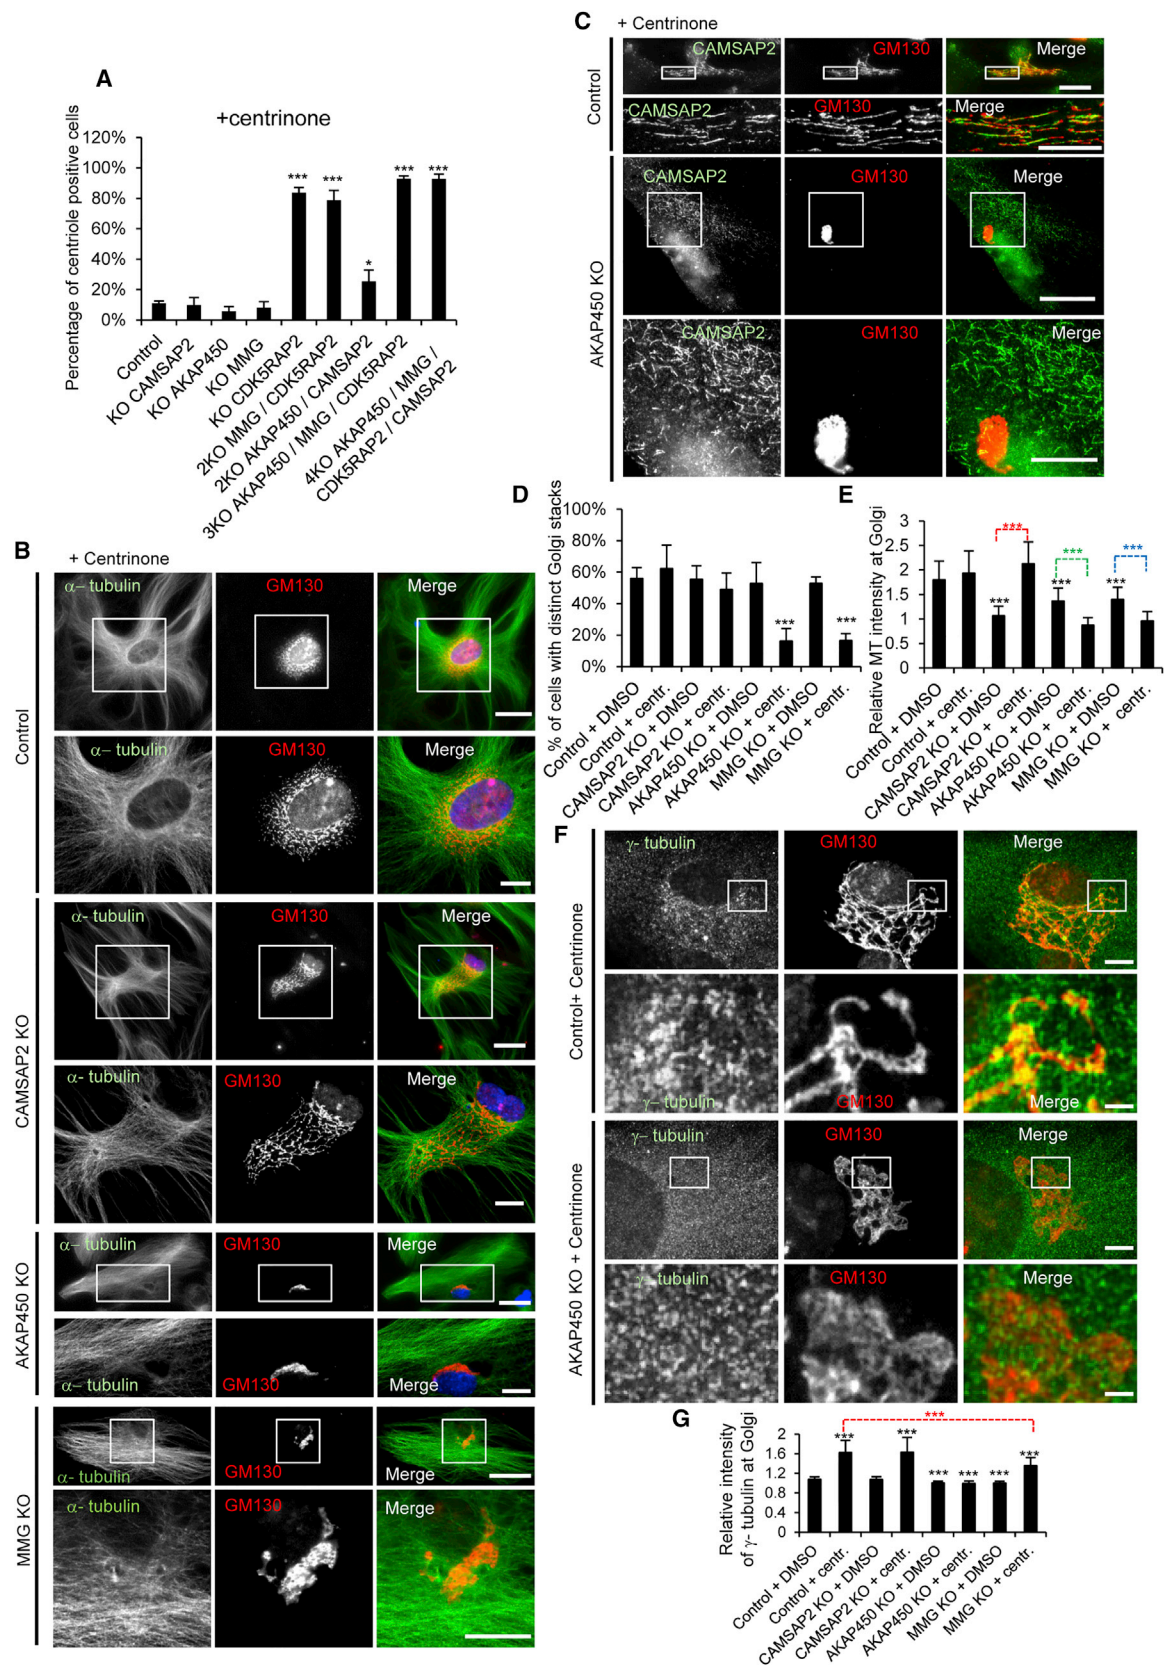 A
+centrinone
Percentage of centriole positive cells
120%
100%
80%
60%
40%
20%
0%
***
***
*
***
***
Control
KO CAMSAP2
KO AKAP450
KO MMG
KO CDK5RAP2
2KO MMG / CDK5RAP2
2KO AKAP450 / CAMSAP2
3KO AKAP450 / MMG / CDK5RAP2
4KO AKAP450 / MMG /
CDK5RAP2 / CAMSAP2
B
+ Centrinone
Control
α– tubulin
GM130
Merge
α– tubulin
GM130
Merge
CAMSAP2 KO
α- tubulin
GM130
Merge
α- tubulin
GM130
Merge
AKAP450 KO
α– tubulin
GM130
Merge
α– tubulin
GM130
Merge
MMG KO
α- tubulin
GM130
Merge
α- tubulin
GM130
Merge
C
+ Centrinone
Control
CAMSAP2
GM130
Merge
CAMSAP2
GM130
Merge
AKAP450 KO
CAMSAP2
GM130
Merge
CAMSAP2
GM130
Merge
D
% of cells with distinct Golgi stacks
100%
80%
60%
40%
20%
0%
***
***
Control + DMSO
Control + centr.
CAMSAP2 KO + DMSO
CAMSAP2 KO + centr.
AKAP450 KO + DMSO
AKAP450 KO + centr.
MMG KO + DMSO
MMG KO + centr.
E
Relative MT intensity at Golgi
3
2.5
2
1.5
1
0.5
0
***
***
***
***
***
***
Control + DMSO
Control + centr.
CAMSAP2 KO + DMSO
CAMSAP2 KO + centr.
AKAP450 KO + DMSO
AKAP450 KO + centr.
MMG KO + DMSO
MMG KO + centr.
F
Control+ Centrinone
γ- tubulin
GM130
Merge
γ– tubulin
GM130
Merge
AKAP450 KO + Centrinone
γ– tubulin
GM130
Merge
γ– tubulin
GM130
Merge
G
Relative intensity
of γ- tubulin at Golgi
2
1.6
1.2
0.8
0.4
0
***
***
***
***
***
***
***
Control + DMSO
Control + centr.
CAMSAP2 KO + DMSO
CAMSAP2 KO + centr.
AKAP450 KO + DMSO
AKAP450 KO + centr.
MMG KO + DMSO
MMG KO + centr.